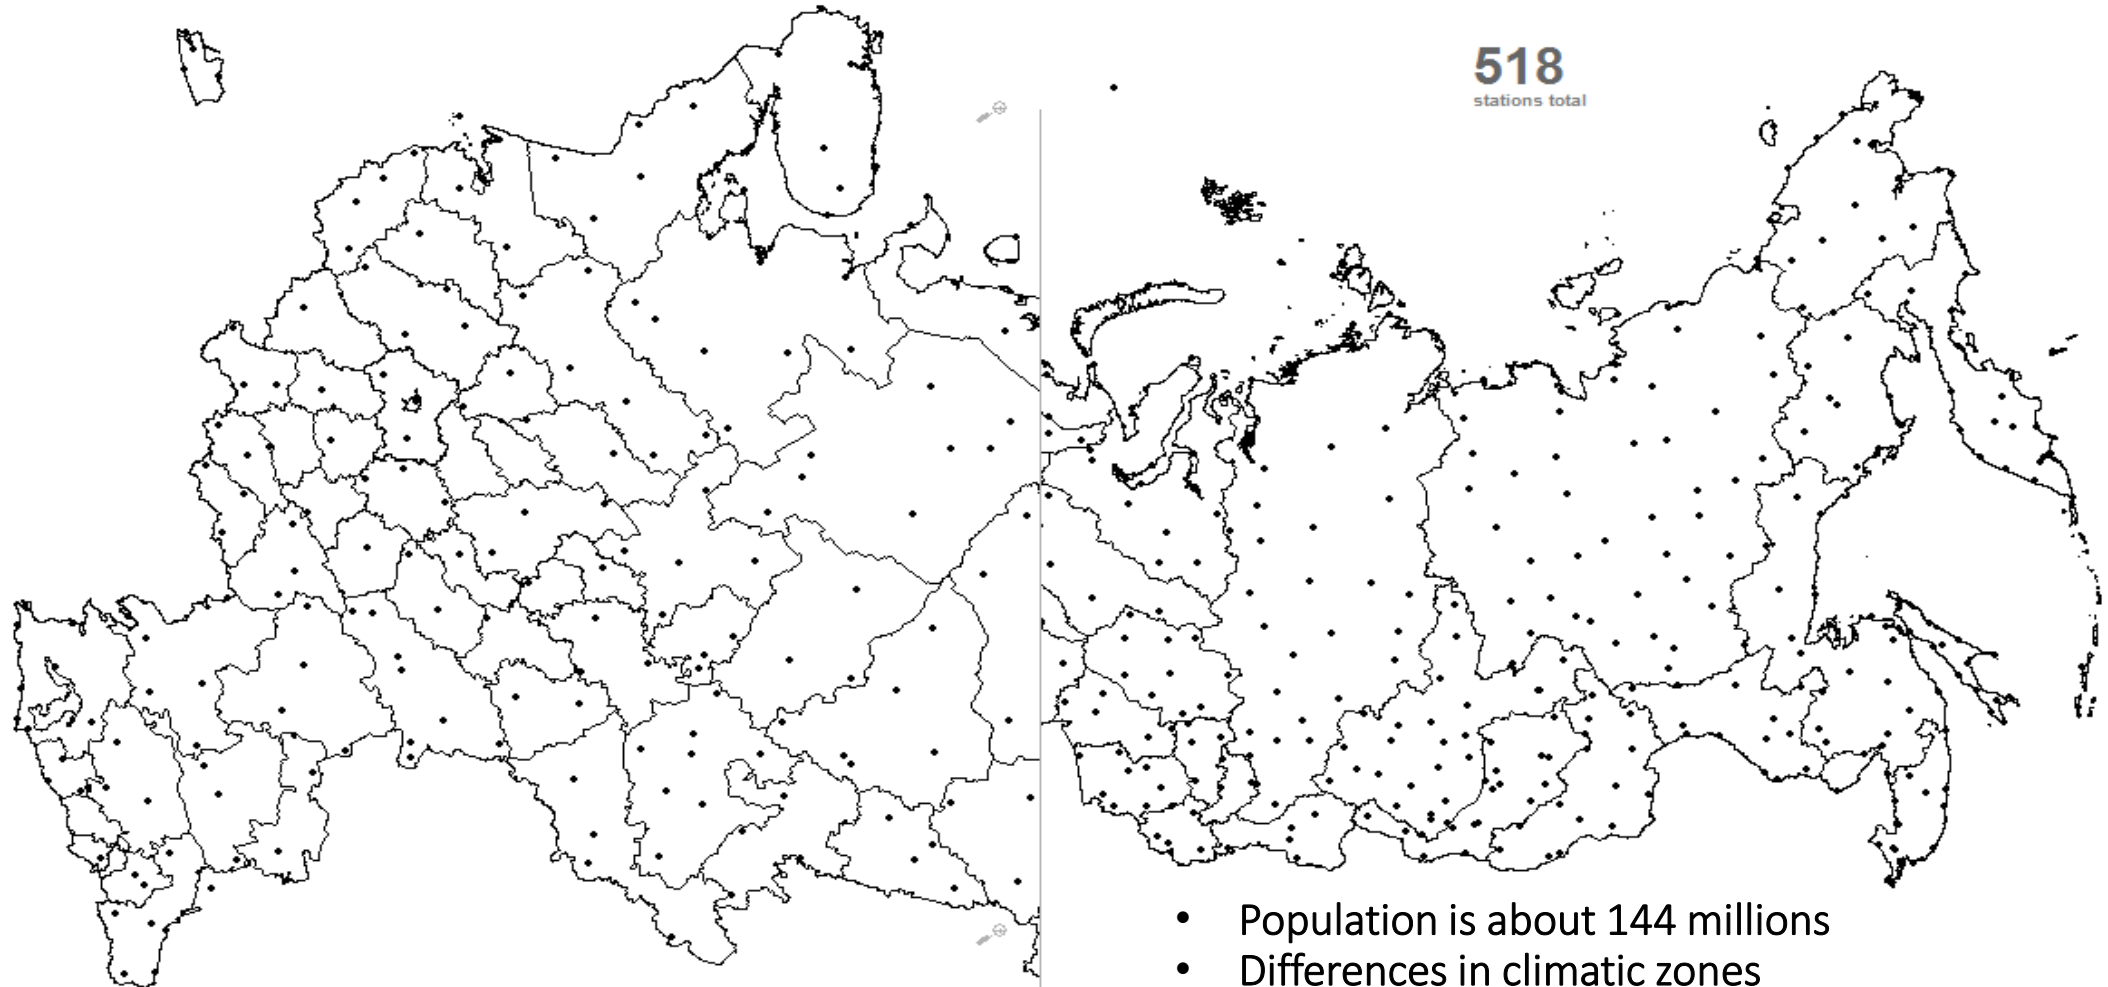 518
stations total
• Population is about 144 millions
• Differences in climatic zones